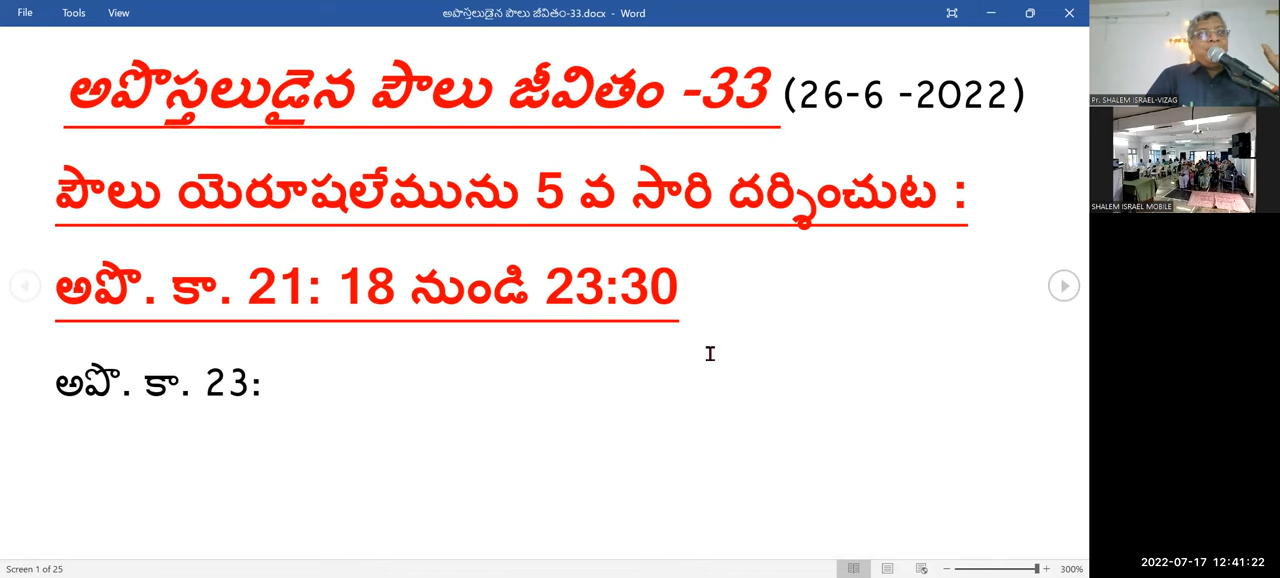 File Tools View అపొస్తలుడైన పౌలు జీవితం-33.docx - Word
అపొస్తలుడైన పౌలు జీవితం -33 (26-6 -2022)
పౌలు యెరూషలేమును 5 వ సారి దర్శించుట :
అపొ. కా. 21: 18 నుండి 23:30
అపొ. కా. 23:
Pr. SHALEM ISRAEL-VIZAG
SHALEM ISRAEL MOBILE
2022-07-17 12:41:22
Screen 1 of 25
300%